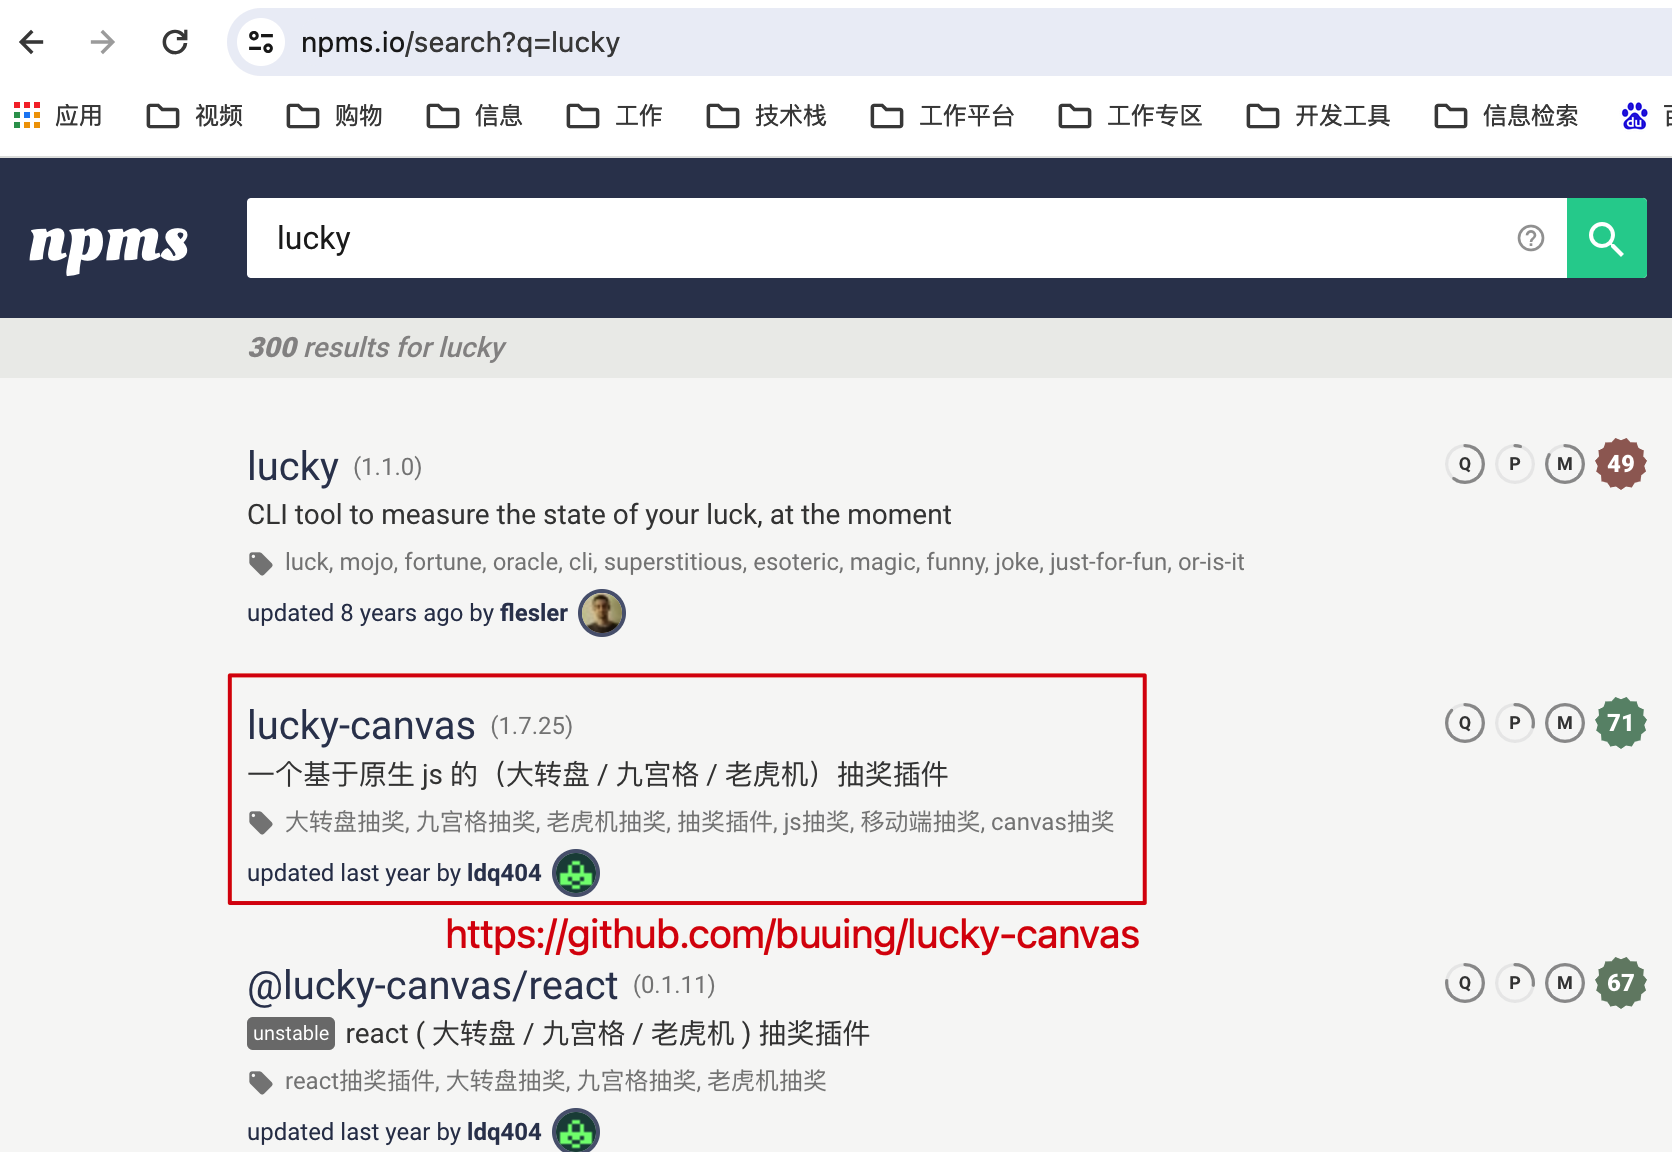 npms.io/search?q=lucky
应用 视频 购物 信息 工作 技术栈 工作平台 工作专区 开发工具 信息检索
npms lucky
300 results for lucky
lucky (1.1.0) Q P M 49
CLI tool to measure the state of your luck, at the moment
luck, mojo, fortune, oracle, cli, superstitious, esoteric, magic, funny, joke, just-for-fun, or-is-it
updated 8 years ago by flesler
lucky-canvas (1.7.25) Q P M 71
一个基于原生 js 的（大转盘 / 九宫格 / 老虎机）抽奖插件
大转盘抽奖, 九宫格抽奖, 老虎机抽奖, 抽奖插件, js抽奖, 移动端抽奖, canvas抽奖
updated last year by ldq404
https://github.com/buuing/lucky-canvas
@lucky-canvas/react (0.1.11) Q P M 67
unstable react ( 大转盘 / 九宫格 / 老虎机 ) 抽奖插件
react抽奖插件, 大转盘抽奖, 九宫格抽奖, 老虎机抽奖
updated last year by ldq404